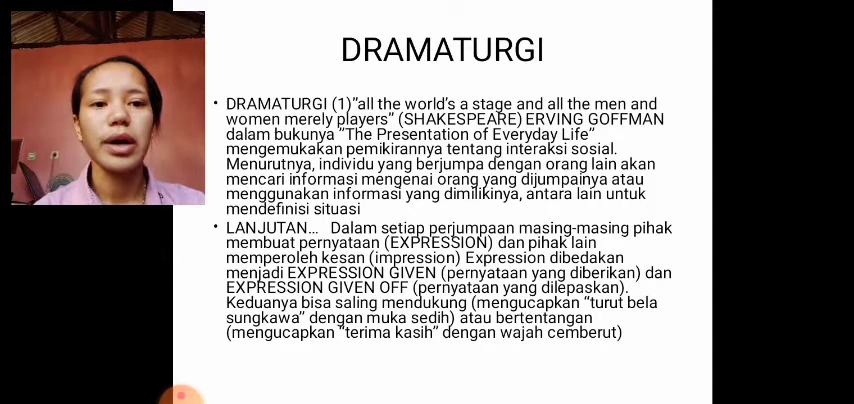 DRAMATURGI
• DRAMATURGI (1)"all the world's a stage and all the men and
women merely players" (SHAKESPEARE) ERVING GOFFMAN
dalam bukunya "The Presentation of Everyday Life"
mengemukakan pemikirannya tentang interaksi sosial.
Menurutnya, individu yang berjumpa dengan orang lain akan
mencari informasi mengenai orang yang dijumpainya atau
menggunakan informasi yang dimilikinya, antara lain untuk
mendefinisi situasi
• LANJUTAN... Dalam setiap perjumpaan masing-masing pihak
membuat pernyataan (EXPRESSION) dan pihak lain
memperoleh kesan (impression) Expression dibedakan
menjadi EXPRESSION GIVEN (pernyataan yang diberikan) dan
EXPRESSION GIVEN OFF (pernyataan yang dilepaskan).
Keduanya bisa saling mendukung (mengucapkan "turut bela
sungkawa" dengan muka sedih) atau bertentangan
(mengucapkan "terima kasih" dengan wajah cemberut)